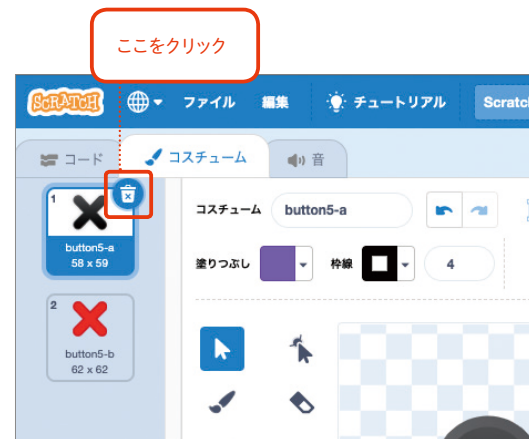 ここをクリック
SCRATCH
ファイル
編集
チュートリアル
Scratc
コード
コスチューム
音
1
button5-a
58 x 59
2
button5-b
62 x 62
コスチューム
button5-a
塗りつぶし
枠線
4